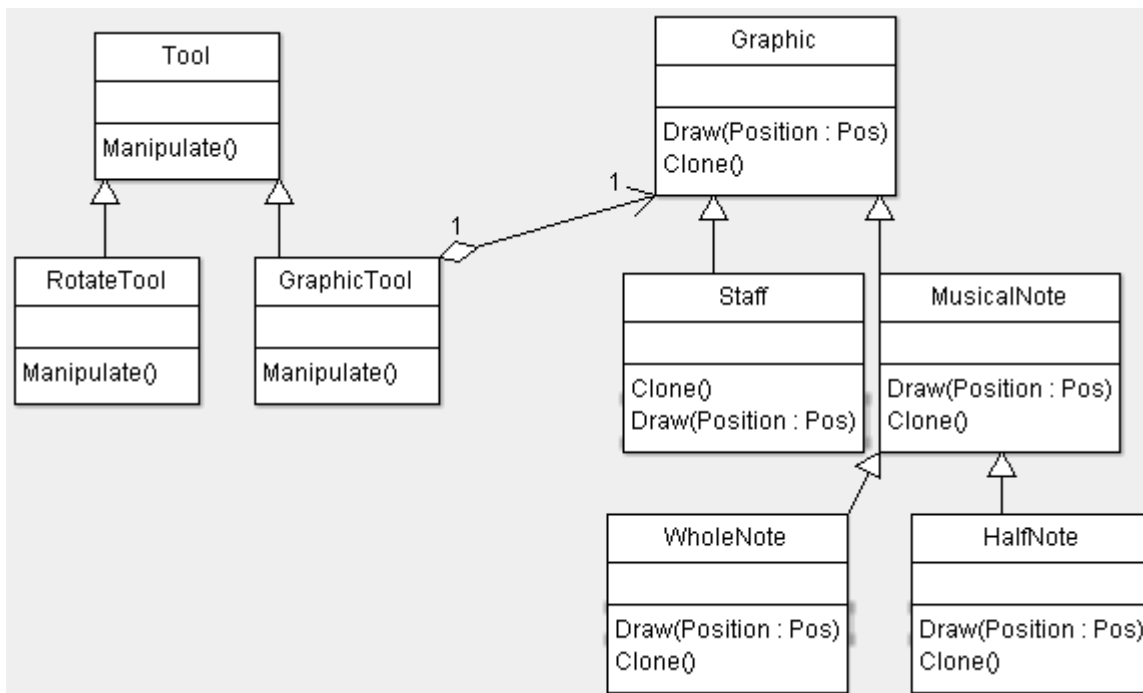 Tool
Manipulate()
Graphic
Draw(Position : Pos)
Clone()
1
1
RotateTool
Manipulate()
GraphicTool
Manipulate()
Staff
Clone()
Draw(Position : Pos)
MusicalNote
Draw(Position : Pos)
Clone()
WholeNote
Draw(Position : Pos)
Clone()
HalfNote
Draw(Position : Pos)
Clone()